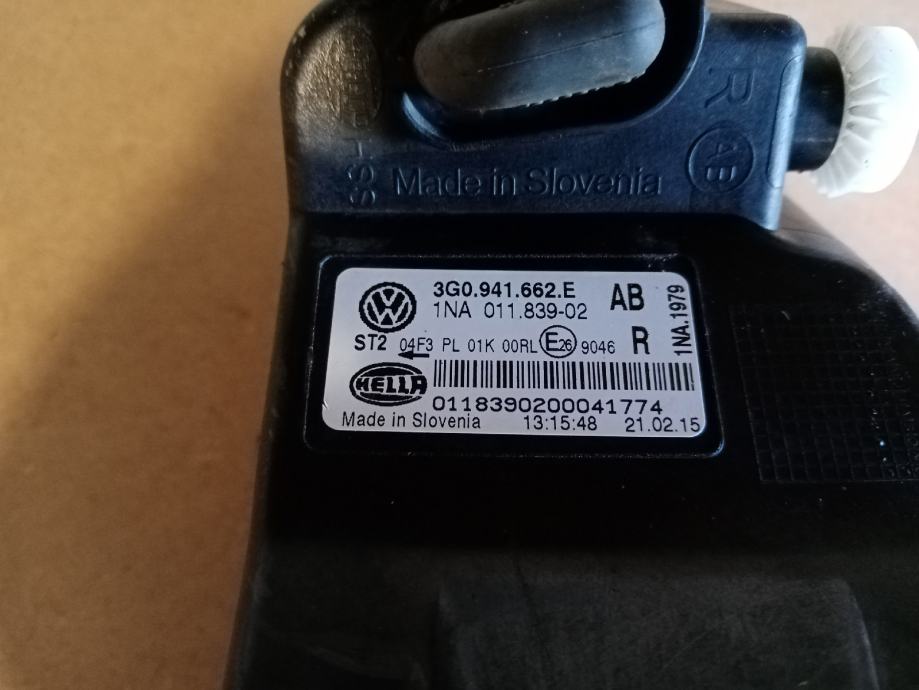 R
AB
Made in Slovenia
3G0.941.662.E
AB
1NA 011.839-02
1NA.1979
ST2 04F3 PL 01K 00RL E26 9046
R
HELLA
0118390200041774
Made in Slovenia 13:15:48 21.02.15